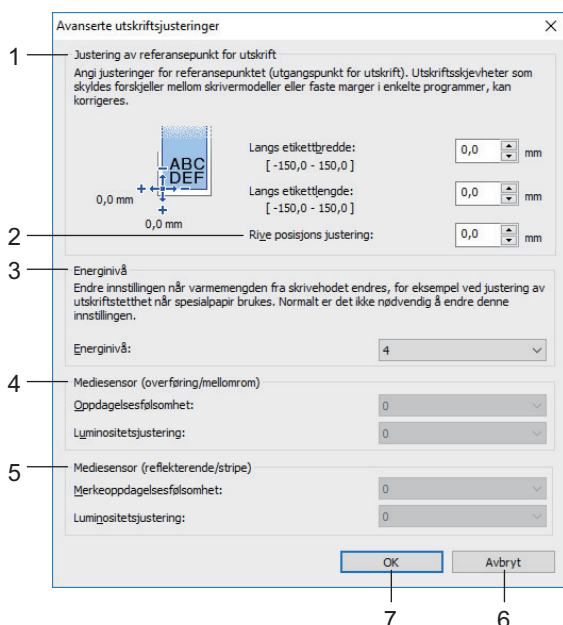 Avanserte utskriftsjusteringer
1
Justering av referansepunkt for utskrift
Angi justeringer for referansepunktet (utgangspunkt for utskrift). Utskriftsskjevheter som
skyldes forskjeller mellom skrivermodeller eller faste marger i enkelte programmer, kan
korrigeres.
ABC
DEF
0,0 mm
0,0 mm
Langs etikettbredde:
[ -150,0 - 150,0 ]
0,0 mm
Langs etikettlengde:
[ -150,0 - 150,0 ]
0,0 mm
2
Rive posisjons justering:
0,0 mm
3
Energinivå
Endre innstillingen når varmemengden fra skrivehodet endres, for eksempel ved justering av
utskriftstetthet når spesialpapir brukes. Normalt er det ikke nødvendig å endre denne
innstillingen.
Energinivå:
4
4
Mediesensor (overføring/mellomrom)
Oppdagelsesfølsomhet:
0
Luminositetsjustering:
0
5
Mediesensor (reflekterende/stripe)
Merkeoppdagelsesfølsomhet:
0
Luminositetsjustering:
0
OK
Avbryt
7
6